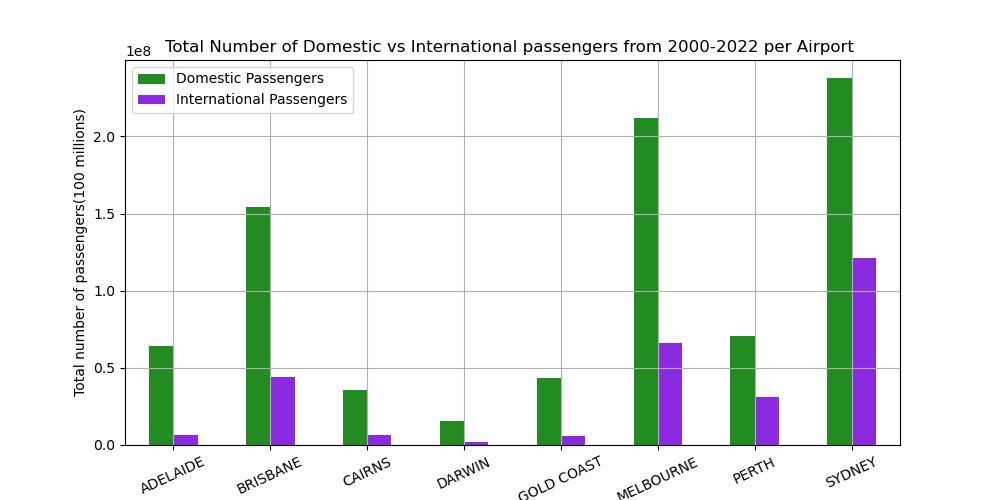 Total Number of Domestic vs International passengers from 2000-2022 per Airport
1e8
Domestic Passengers
International Passengers
Total number of passengers(100 millions)
2.0
1.5
1.0
0.5
0.0
ADELAIDE
BRISBANE
CAIRNS
DARWIN
GOLD COAST
MELBOURNE
PERTH
SYDNEY